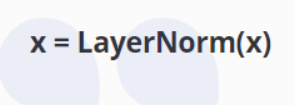 x = LayerNorm(x)